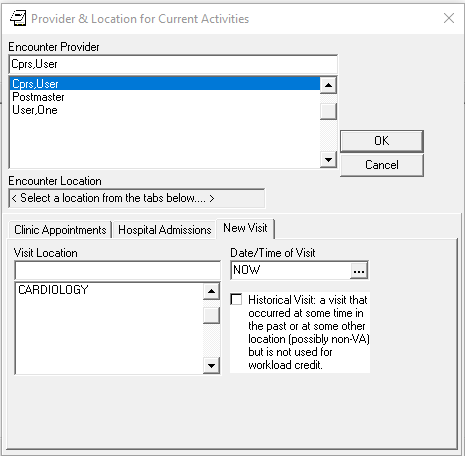 Provider & Location for Current Activities
Encounter Provider
Cprs,User
Cprs,User
Postmaster
User,One
OK
Cancel
Encounter Location
< Select a location from the tabs below.... >
Clinic Appointments
Hospital Admissions
New Visit
Visit Location
Date/Time of Visit
NOW
...
CARDIOLOGY
Historical Visit: a visit that
occurred at some time in
the past or at some other
location (possibly non-VA)
but is not used for
workload credit.